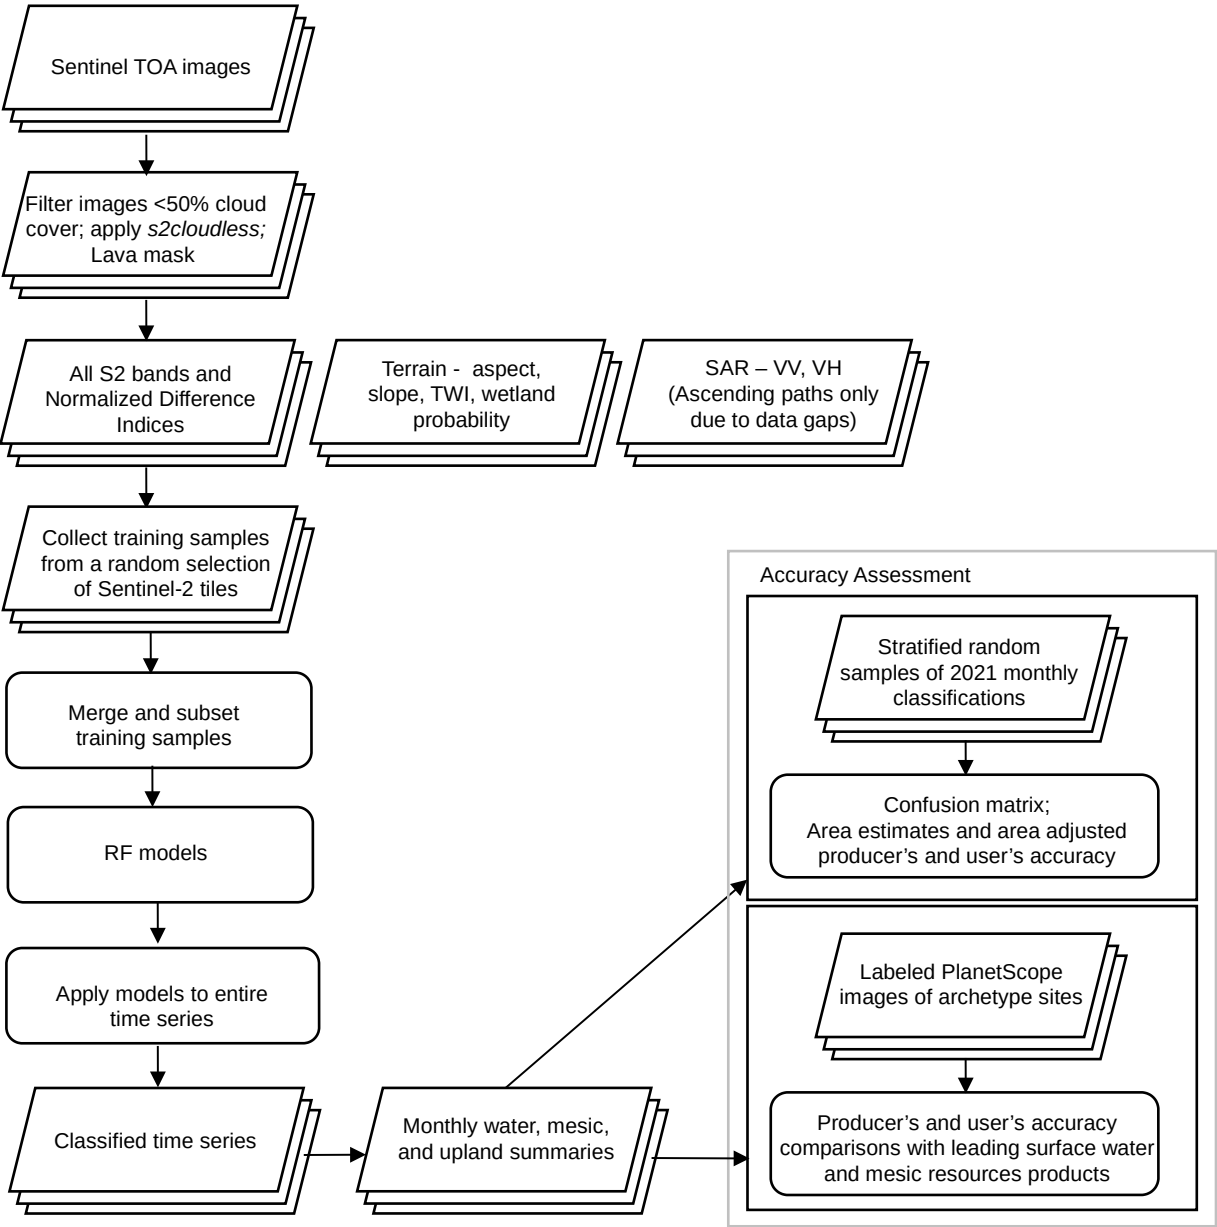 Sentinel TOA images
Filter images <50% cloud
cover; apply s2cloudless;
Lava mask
All S2 bands and
Normalized Difference
Indices
Terrain - aspect,
slope, TWI, wetland
probability
SAR – VV, VH
(Ascending paths only
due to data gaps)
Collect training samples
from a random selection
of Sentinel-2 tiles
Merge and subset
training samples
RF models
Apply models to entire
time series
Classified time series
Monthly water, mesic,
and upland summaries
Accuracy Assessment
Stratified random
samples of 2021 monthly
classifications
Confusion matrix;
Area estimates and area adjusted
producer’s and user’s accuracy
Labeled PlanetScope
images of archetype sites
Producer’s and user’s accuracy
comparisons with leading surface water
and mesic resources products